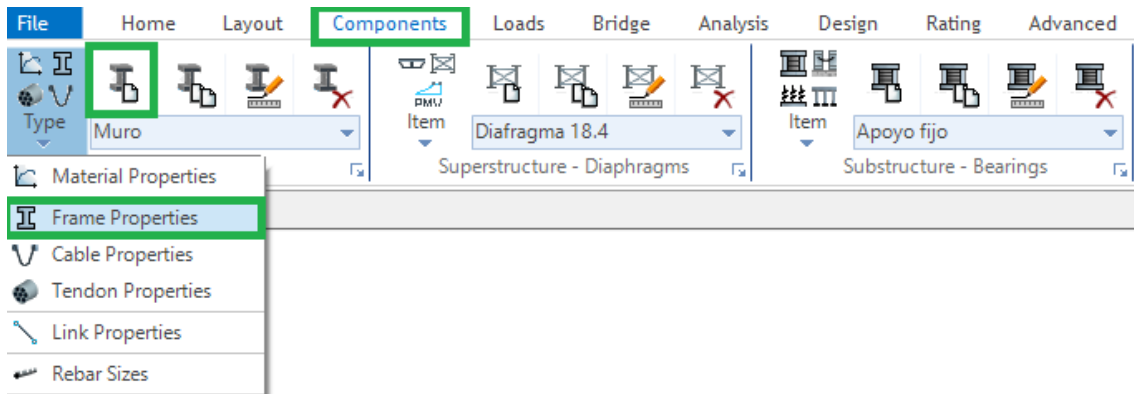 File Home Layout Components Loads Bridge Analysis Design Rating Advanced
PMV
Type Item Item
Muro Diafragma 18.4 Apoyo fijo
Superstructure - Diaphragms Substructure - Bearings
Material Properties
Frame Properties
Cable Properties
Tendon Properties
Link Properties
Rebar Sizes